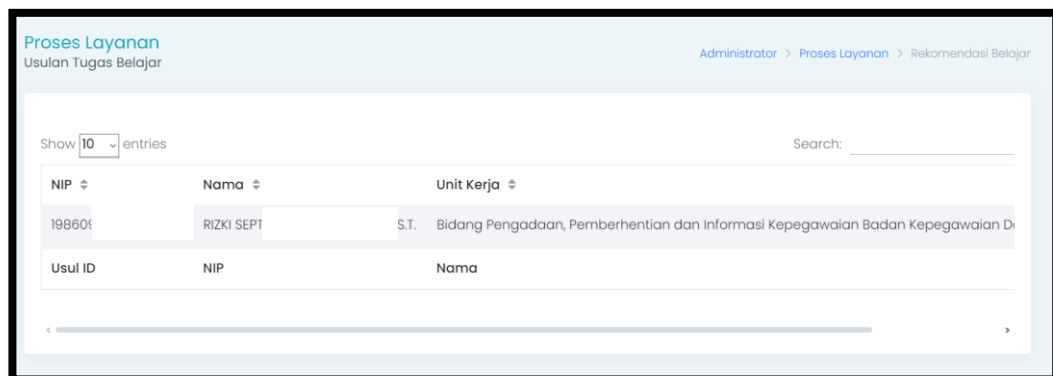 Proses Layanan
Usulan Tugas Belajar
Administrator > Proses Layanan > Rekomendasi Belajar
Show 10 entries
Search:
NIP Nama Unit Kerja
19860 RIZKI SEPT S.T. Bidang Pengadaan, Pemberhentian dan Informasi Kepegawaian Badan Kepegawaian D
Usul ID NIP Nama